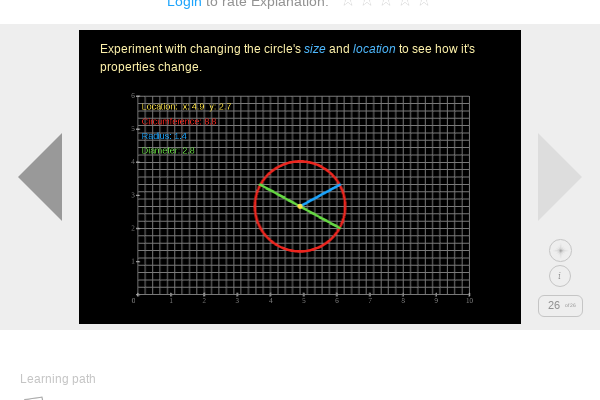 Login to rate Explanation:
Experiment with changing the circle's size and location to see how it's
properties change.
Location: x: 4.9 y: 2.7
Circumference: 8.8
Radius: 1.4
Diameter: 2.8
6
5
4
3
2
1
0 1 2 3 4 5 6 7 8 9 10
i
26 of 26
Learning path